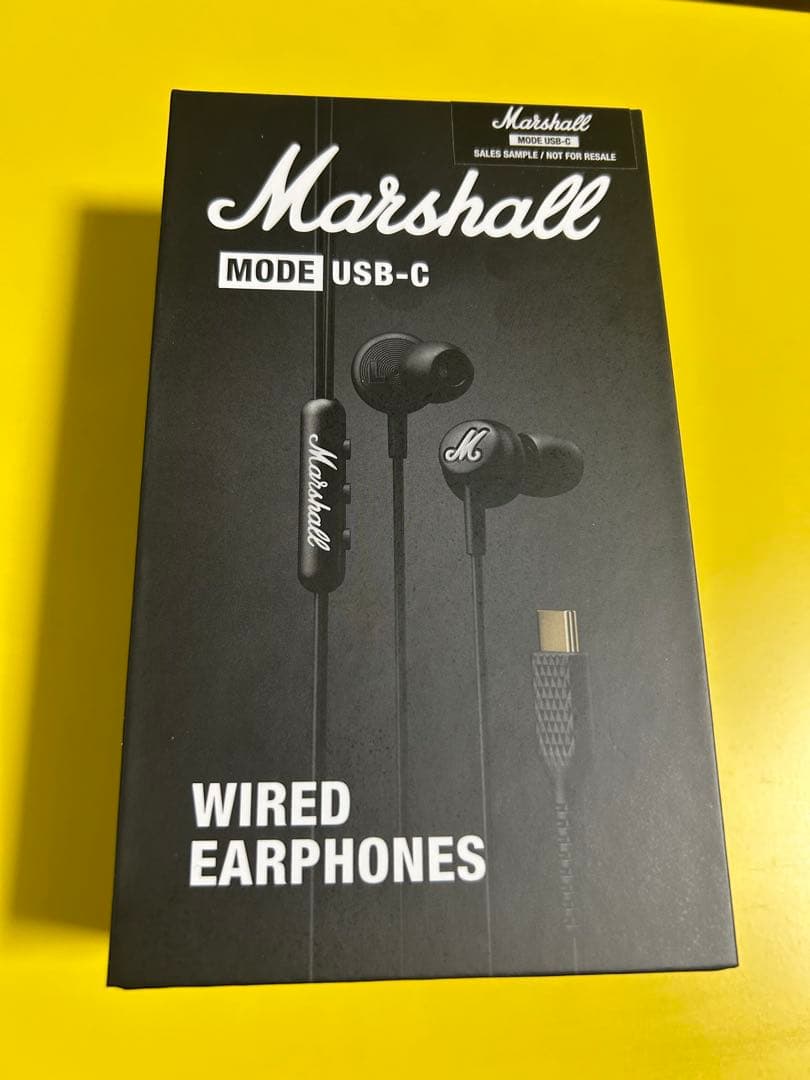 Marshall
MODE USB-C
SALES SAMPLE / NOT FOR RESALE
Marshall
MODE USB-C
L
M
Marshall
WIRED
EARPHONES